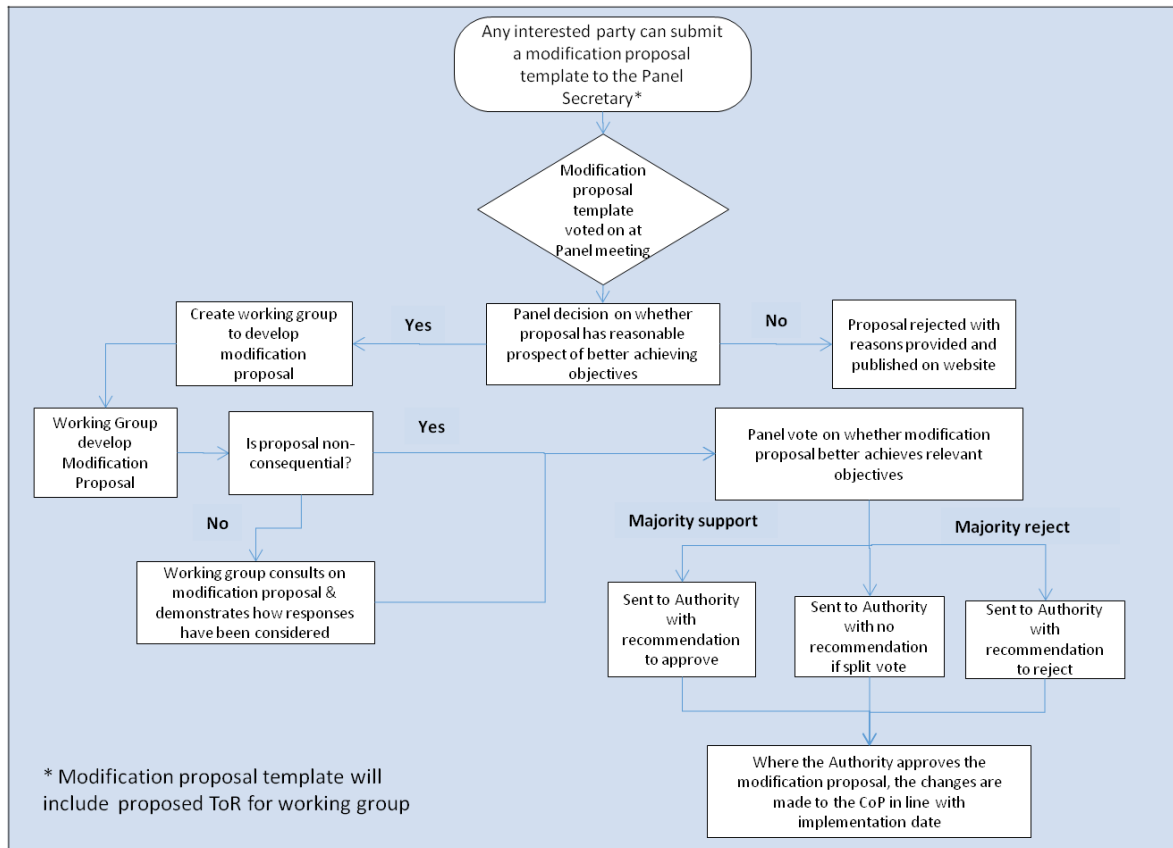 Any interested party can submit
a modification proposal
template to the Panel
Secretary*
Modification
proposal
template
voted on at
Panel meeting
Create working group
to develop
modification
proposal
Yes
Panel decision on whether
proposal has reasonable
prospect of better achieving
objectives
No
Proposal rejected with
reasons provided and
published on website
Working Group
develop
Modification
Proposal
Is proposal non-
consequential?
Yes
Panel vote on whether modification
proposal better achieves relevant
objectives
No
Working group consults on
modification proposal &
demonstrates how responses
have been considered
Majority support
Majority reject
Sent to Authority
with
recommendation
to approve
Sent to Authority
with no
recommendation
if split vote
Sent to Authority
with
recommendation
to reject
Where the Authority approves the
modification proposal, the changes are
made to the CoP in line with
implementation date
* Modification proposal template will
include proposed ToR for working group